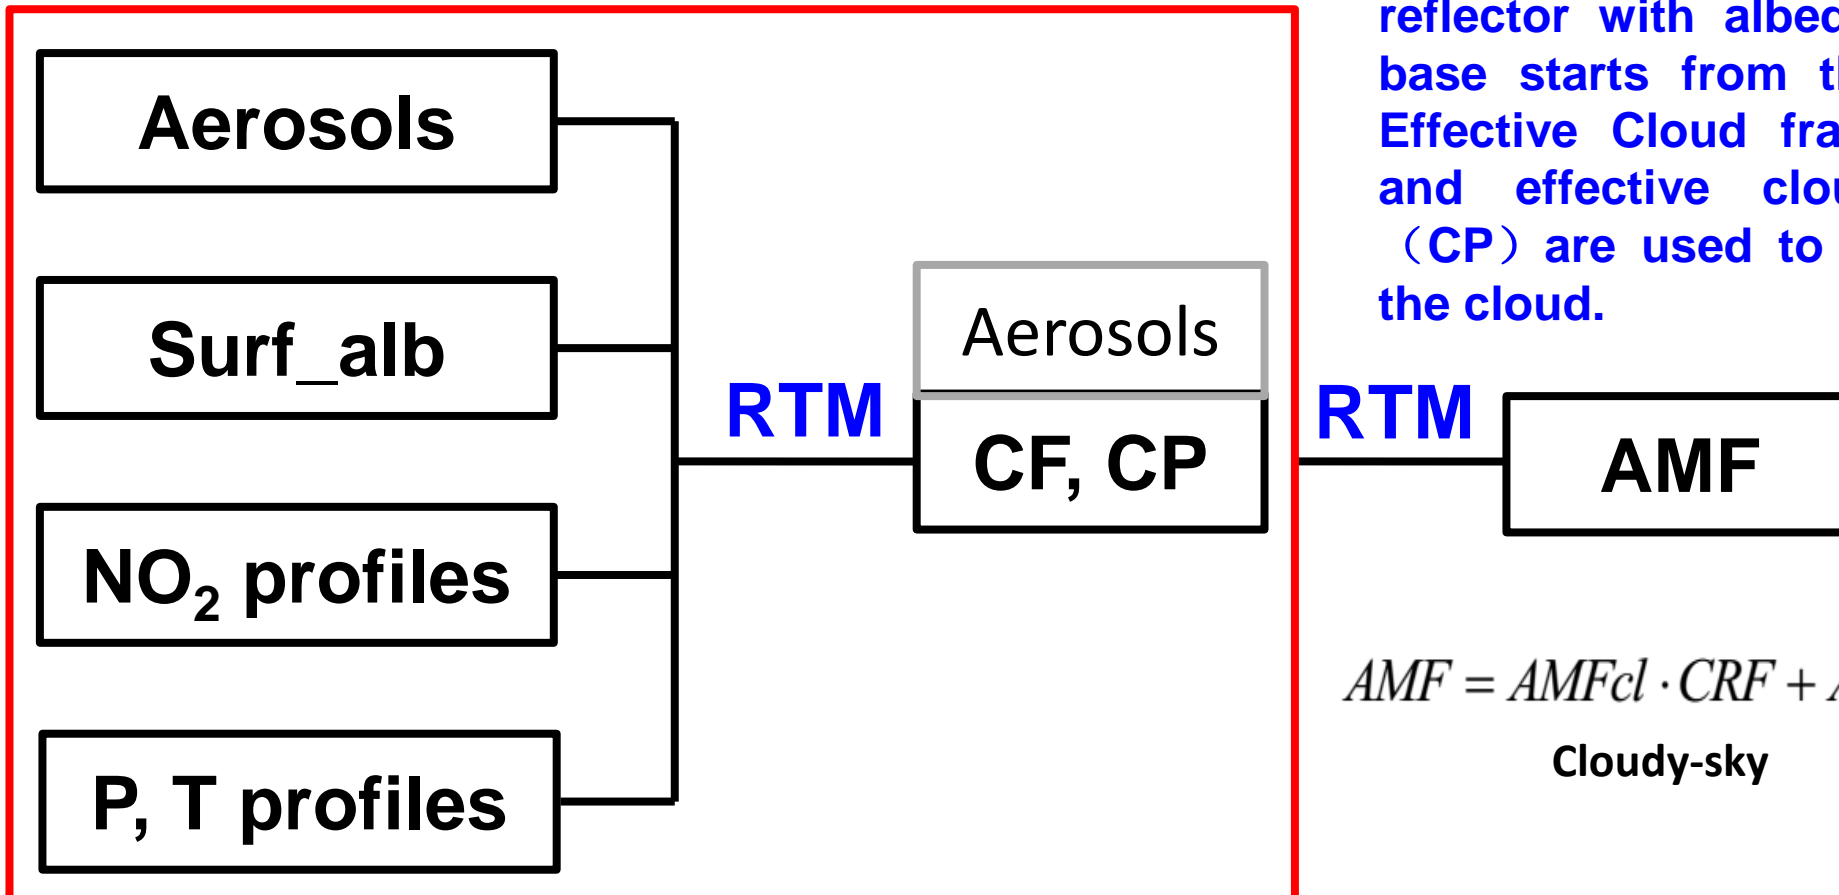 Aerosols
Surf_alb
NO₂ profiles
P, T profiles
RTM
Aerosols
CF, CP
RTM
AMF
reflector with
base starts from
Effective Cloud
and effective
（CP）are used to
the cloud.
AMF = AMFcl · CRF +
Cloudy-sky